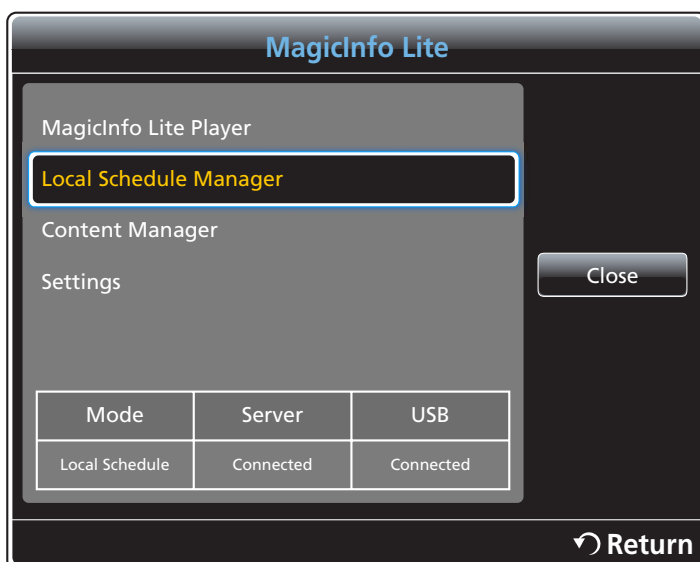 MagicInfo Lite
MagicInfo Lite Player
Local Schedule Manager
Content Manager
Settings
Close
Mode Server USB
Local Schedule Connected Connected
Return